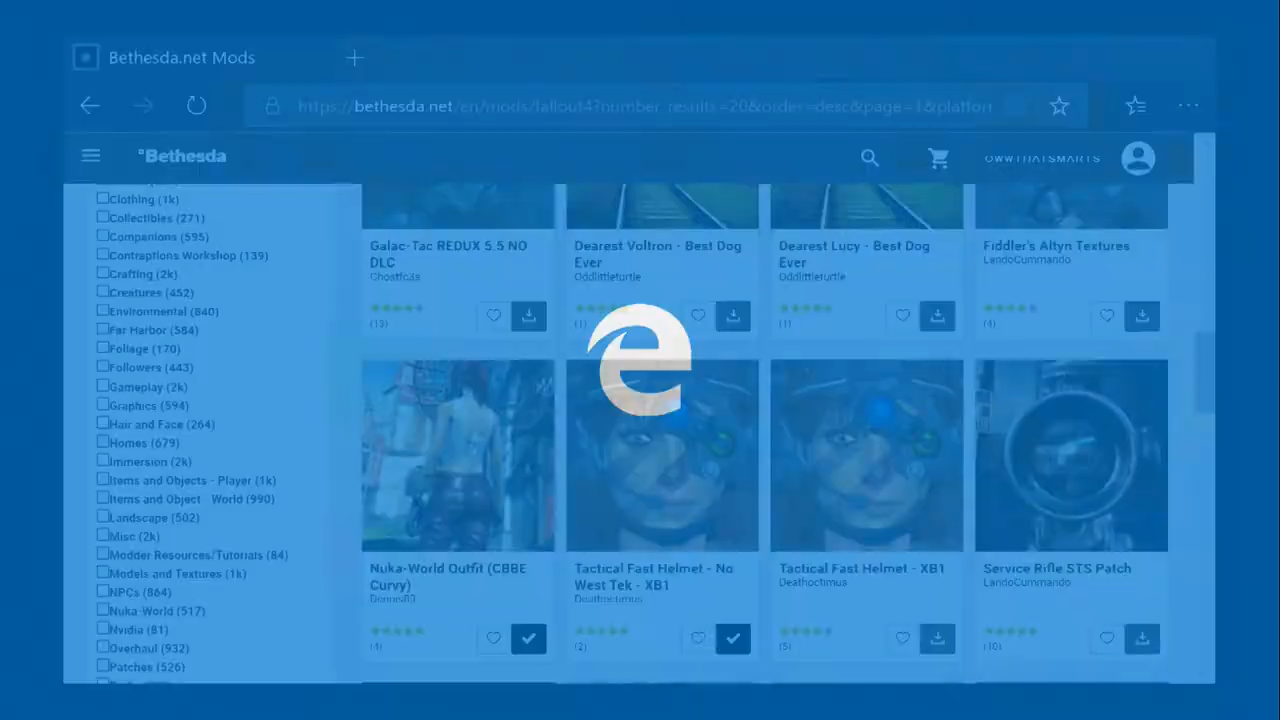 Bethesda.net Mods
https://bethesda.net/en/mods/fallout4?number_results=20&order=desc&page=1&platform
Bethesda
OWWTHATSMARTS
Clothing (1k)
Collectibles (271)
Companions (595)
Contraptions Workshop (139)
Crafting (2k)
Creatures (452)
Environmental (840)
Far Harbor (584)
Foliage (170)
Followers (443)
Gameplay (2k)
Graphics (594)
Hair and Face (264)
Homes (679)
Immersion (2k)
Items and Objects - Player (1k)
Items and Object World (990)
Landscape (502)
Misc (2k)
Modder Resources/Tutorials (84)
Models and Textures (1k)
NPCs (864)
Nuka-World (517)
Nvidia (81)
Overhaul (932)
Patches (526)
Galac-Tac REDUX 5.5 NO
DLC
Ghostfc3s
(13)
Dearest Voltron - Best Dog
Ever
Oddlittleturtle
(1)
Dearest Lucy - Best Dog
Ever
Oddlittleturtle
(1)
Fiddler's Altyn Textures
LandoCummando
(4)
Nuka-World Outfit (CBBE
Curvy)
(4)
Tactical Fast Helmet - No
West Tek - XB1
Deathoctimus
(2)
Tactical Fast Helmet - XB1
Deathoctimus
(5)
Service Rifle STS Patch
LandoCummando
(10)